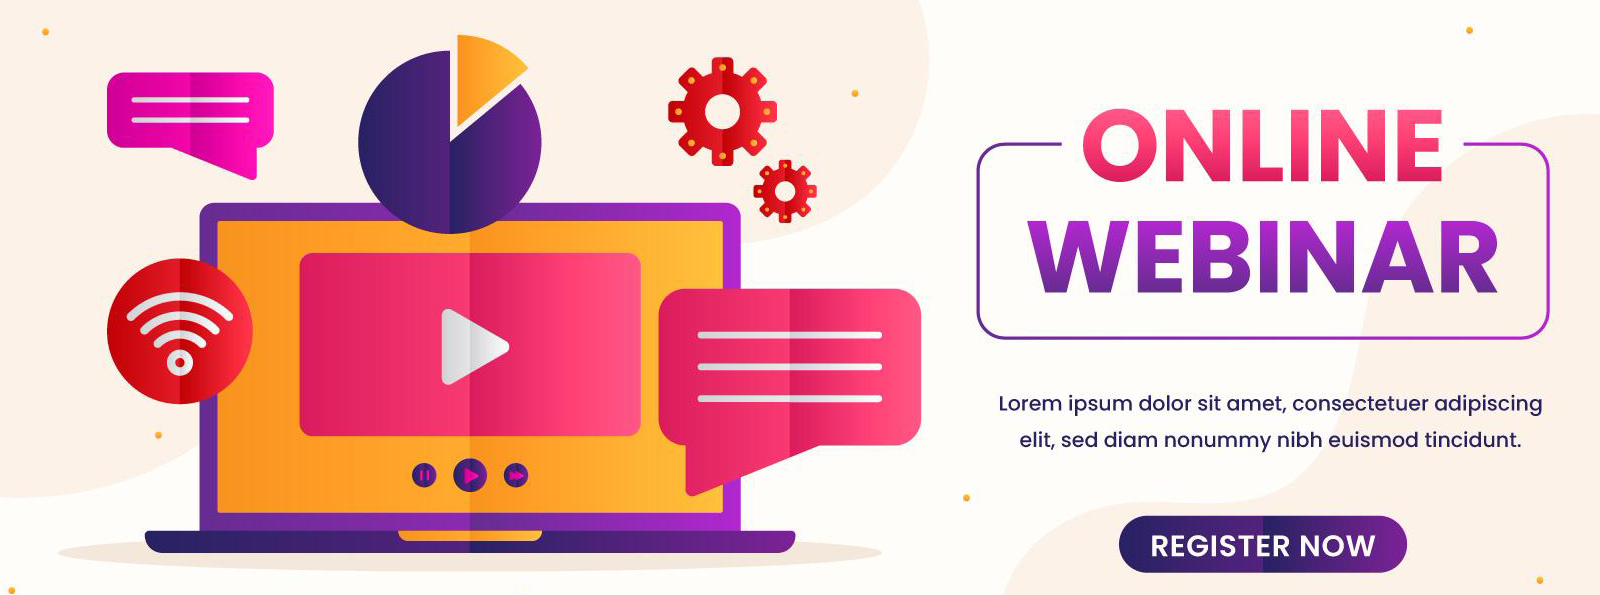 ONLINE
WEBINAR
Lorem ipsum dolor sit amet, consectetuer adipiscing
elit, sed diam nonummy nibh euismod tincidunt.
REGISTER NOW